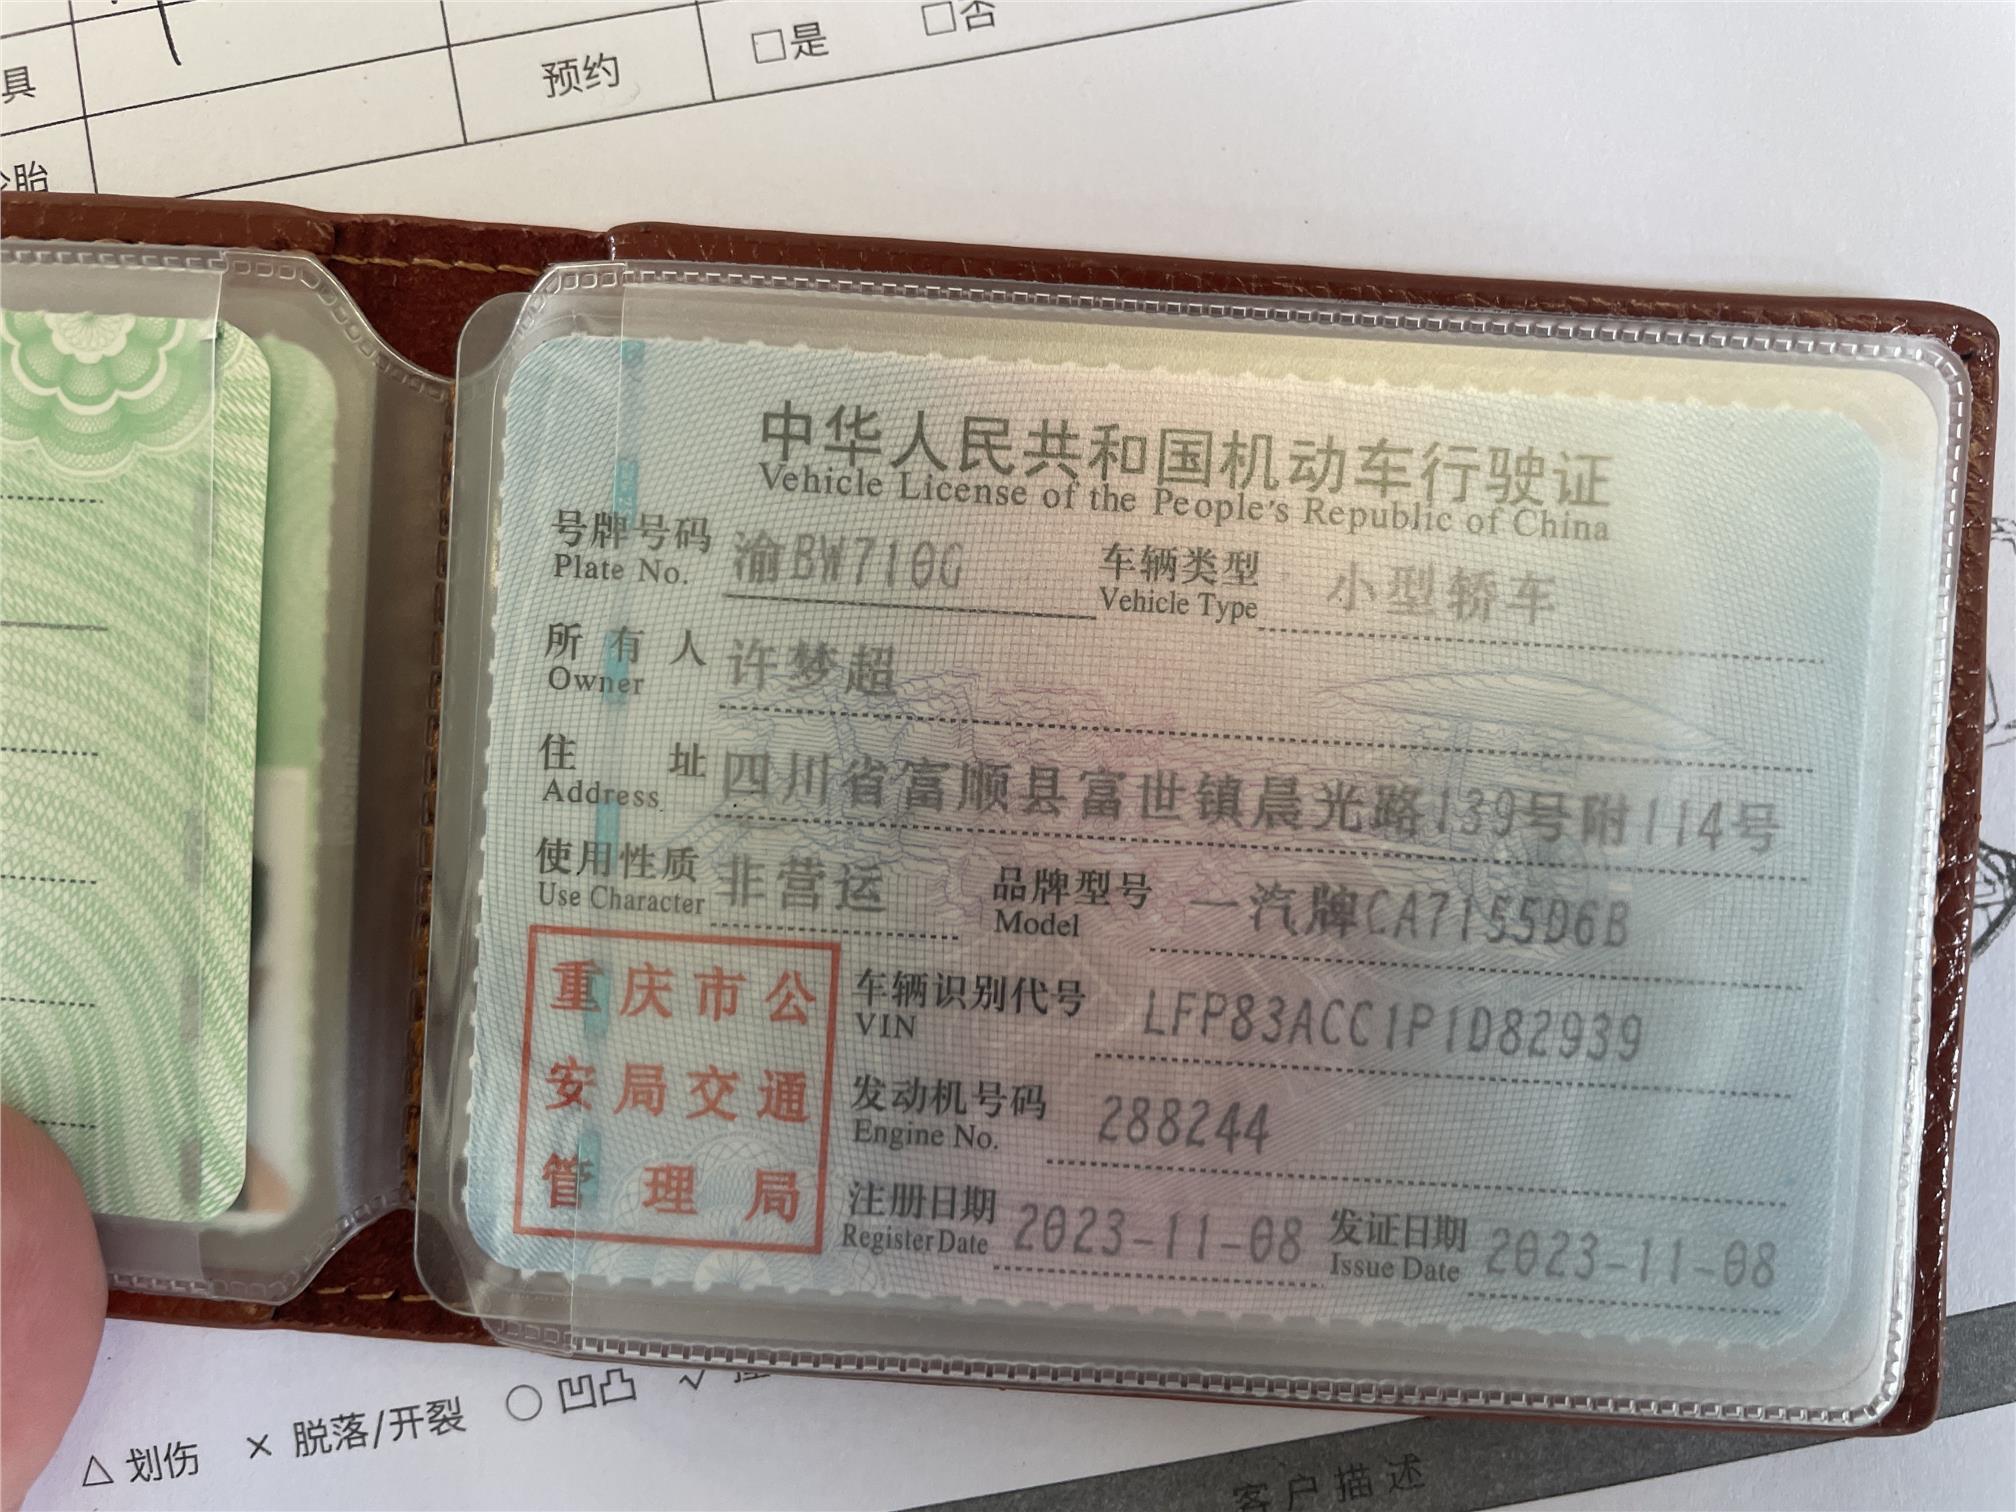 具
预约
□是
□否
胎
中华人民共和国机动车行驶证
Vehicle License of the People's Republic of China
号牌号码 渝BW710G 车辆类型 小型轿车
Plate No. Vehicle Type
所有人 许梦超
Owner
住址 四川省富顺县富世镇晨光路139号附114号
Address
使用性质 非营运 品牌型号 一汽牌CA7155D6B
Use Character Model
重庆市公
安局交通
管理局
车辆识别代号 LFP83ACC1P1D82939
VIN
发动机号码 288244
Engine No.
注册日期 2023-11-08 发证日期 2023-11-08
Register Date Issue Date
△ 划伤 × 脱落/开裂 ○ 凹凸 √
客户描述